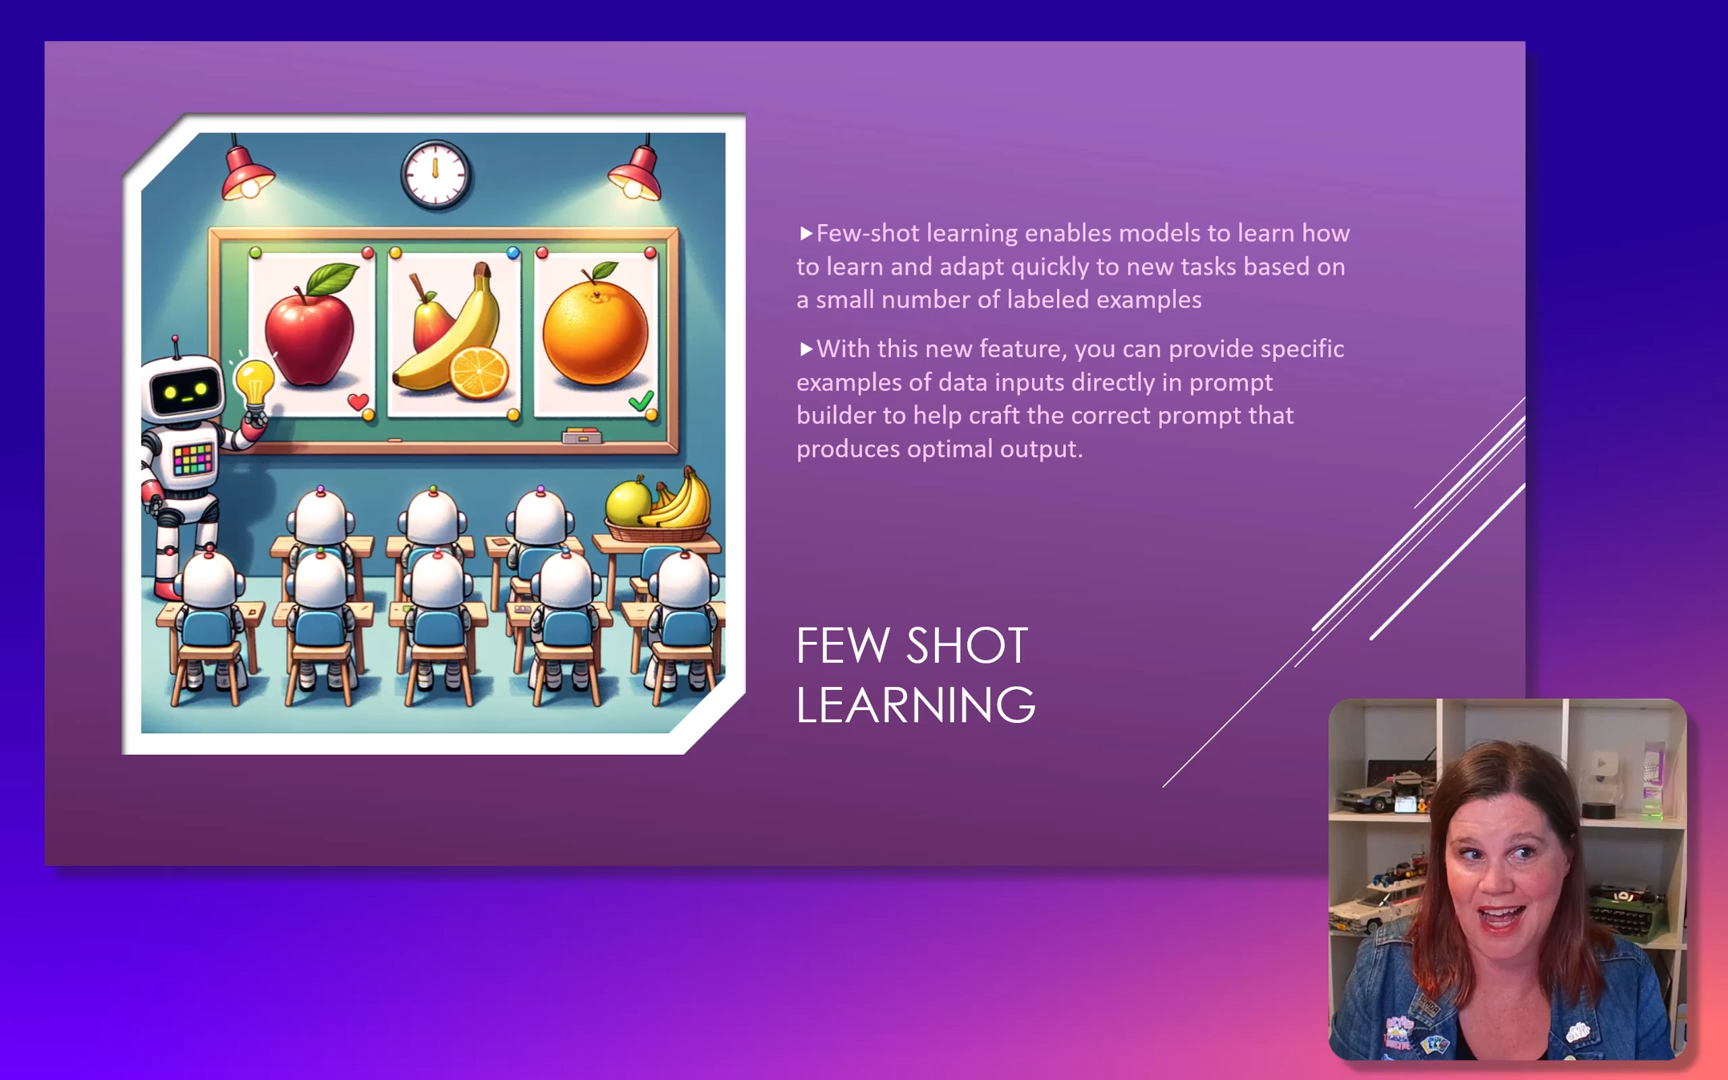 ►Few-shot learning enables models to learn how
to learn and adapt quickly to new tasks based on
a small number of labeled examples
►With this new feature, you can provide specific
examples of data inputs directly in prompt
builder to help craft the correct prompt that
produces optimal output.
FEW SHOT
LEARNING